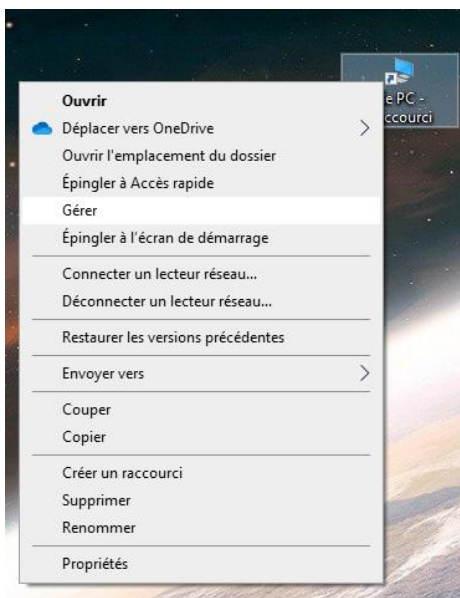 e PC -
ccourci
Ouvrir
Déplacer vers OneDrive
Ouvrir l'emplacement du dossier
Épingler à Accès rapide
Gérer
Épingler à l'écran de démarrage
Connecter un lecteur réseau...
Déconnecter un lecteur réseau...
Restaurer les versions précédentes
Envoyer vers
Couper
Copier
Créer un raccourci
Supprimer
Renommer
Propriétés